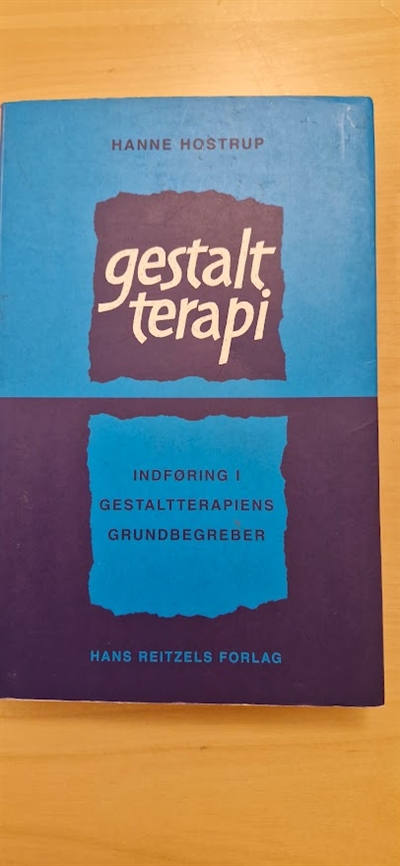 HANNE HOSTRUP
gestalt
terapi
INDFØRING I
GESTALTTERAPIENS
GRUNDBEGREBER
HANS REITZELS FORLAG